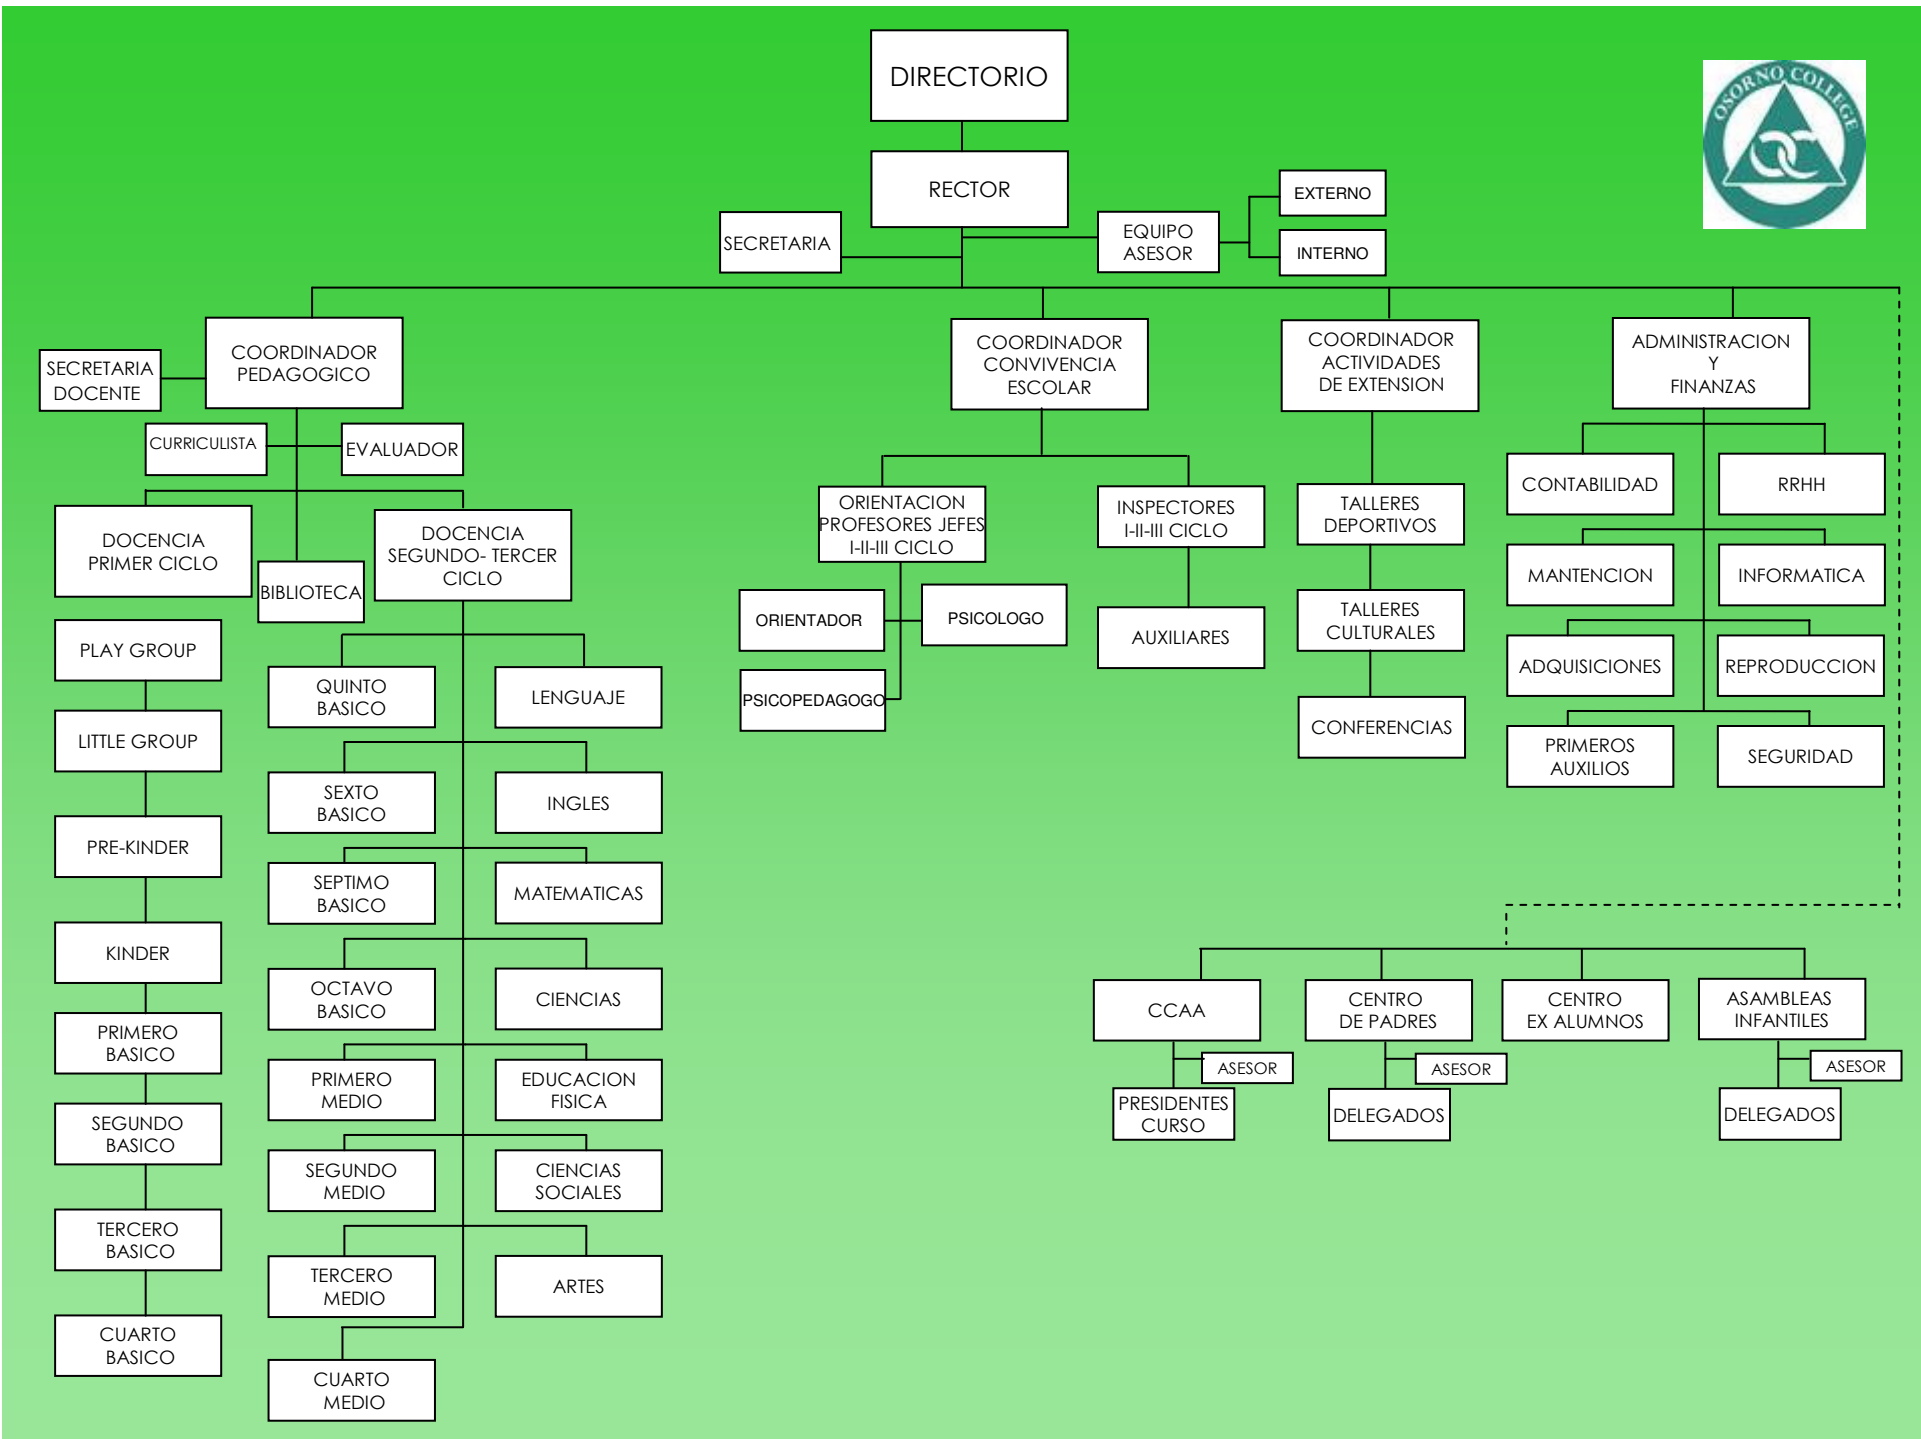 DIRECTORIO
OSORNO COLLEGE
RECTOR
EXTERNO
SECRETARIA
EQUIPO
ASESOR
INTERNO
COORDINADOR
PEDAGOGICO
SECRETARIA
DOCENTE
COORDINADOR
CONVIVENCIA
ESCOLAR
COORDINADOR
ACTIVIDADES
DE EXTENSION
ADMINISTRACION
Y
FINANZAS
CURRICULISTA
EVALUADOR
DOCENCIA
PRIMER CICLO
BIBLIOTECA
DOCENCIA
SEGUNDO- TERCER
CICLO
ORIENTACION
PROFESORES JEFES
I-II-III CICLO
INSPECTORES
I-II-III CICLO
TALLERES
DEPORTIVOS
CONTABILIDAD
RRHH
MANTENCION
INFORMATICA
ORIENTADOR
PSICOLOGO
AUXILIARES
TALLERES
CULTURALES
ADQUISICIONES
REPRODUCCION
PSICOPEDAGOGO
CONFERENCIAS
PRIMEROS
AUXILIOS
SEGURIDAD
PLAY GROUP
LITTLE GROUP
PRE-KINDER
KINDER
PRIMERO
BASICO
SEGUNDO
BASICO
TERCERO
BASICO
CUARTO
BASICO
QUINTO
BASICO
LENGUAJE
SEXTO
BASICO
INGLES
SEPTIMO
BASICO
MATEMATICAS
OCTAVO
BASICO
CIENCIAS
PRIMERO
MEDIO
EDUCACION
FISICA
SEGUNDO
MEDIO
CIENCIAS
SOCIALES
TERCERO
MEDIO
ARTES
CUARTO
MEDIO
CCAA
CENTRO
DE PADRES
CENTRO
EX ALUMNOS
ASAMBLEAS
INFANTILES
ASESOR
ASESOR
ASESOR
PRESIDENTES
CURSO
DELEGADOS
DELEGADOS